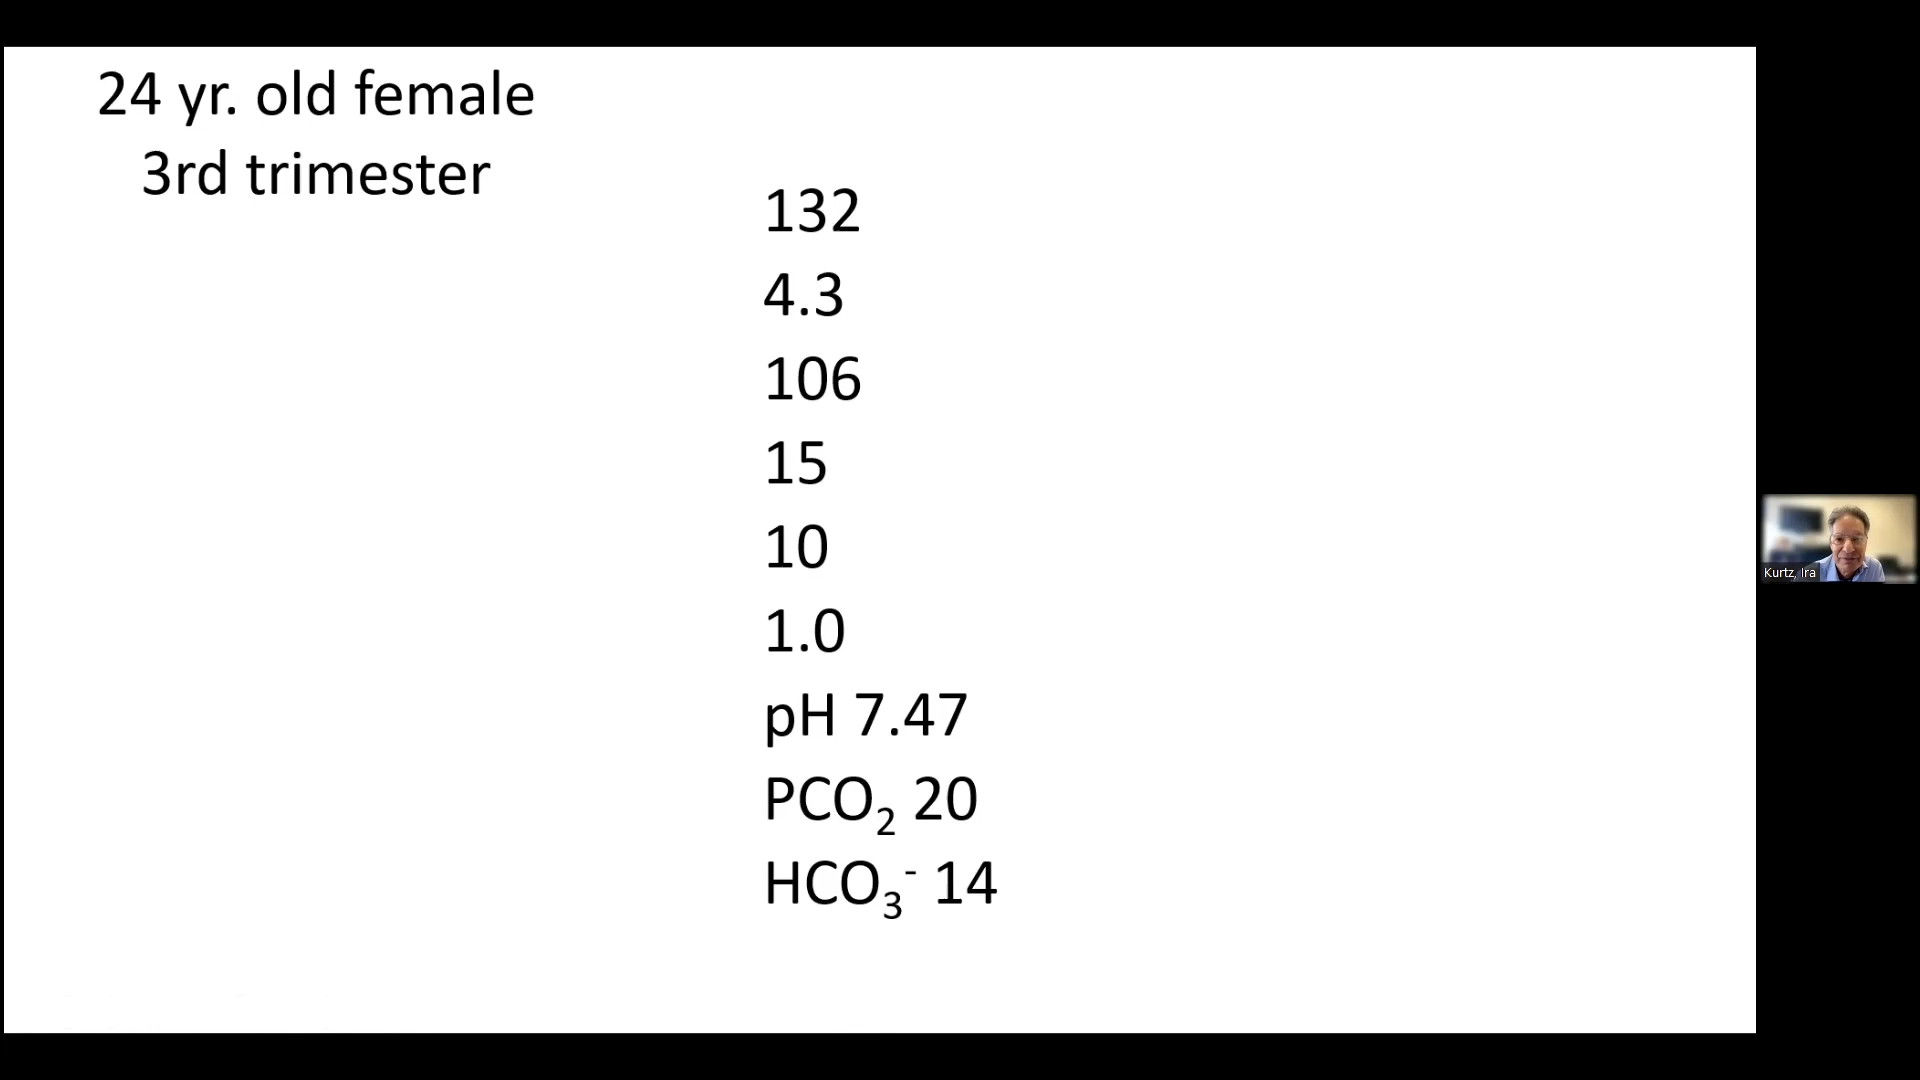 24 yr. old female
3rd trimester
132
4.3
106
15
10
1.0
pH 7.47
PCO₂ 20
HCO₃⁻ 14
Kurtz, Ira